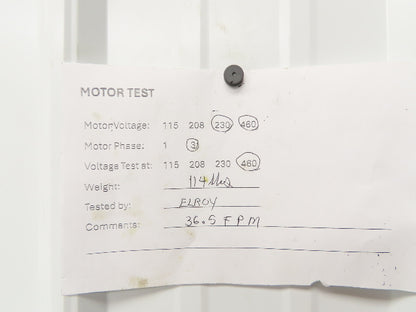 MOTOR TEST
Motor Voltage: 115 208 230 460
Motor Phase: 1 3
Voltage Test at: 115 208 230 460
Weight: 114
Tested by: ELROY
Comments: 36.5 FPM